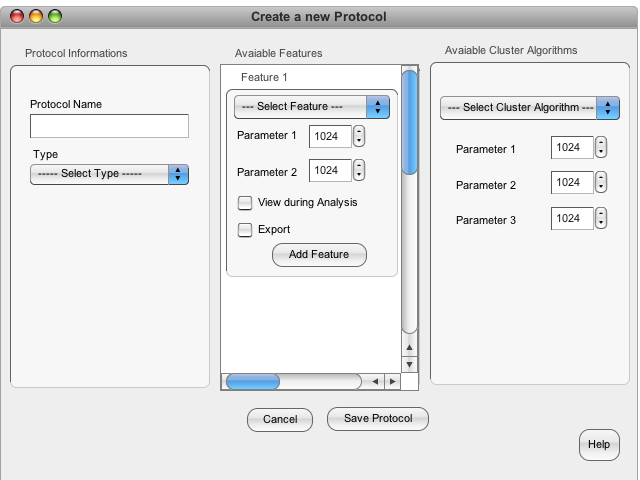 Create a new Protocol
Protocol Informations
Protocol Name
Type
----- Select Type -----
Avaiable Features
Feature 1
--- Select Feature ---
Parameter 1 1024
Parameter 2 1024
View during Analysis
Export
Add Feature
Avaiable Cluster Algorithms
--- Select Cluster Algorithm ---
Parameter 1 1024
Parameter 2 1024
Parameter 3 1024
Cancel
Save Protocol
Help